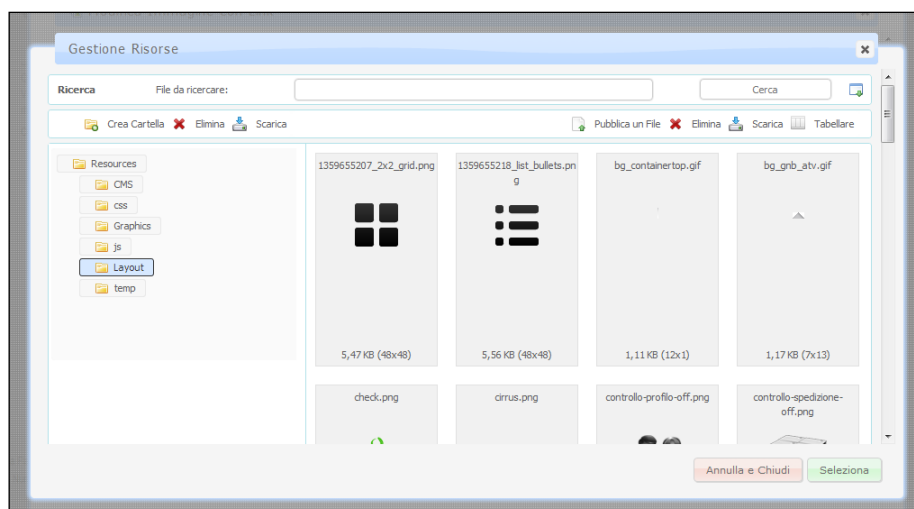 Gestione Risorse
Ricerca File da ricercare: Cerca
Crea Cartella Elimina Scarica Pubblica un File Elimina Scarica Tabellare
Resources
CMS
css
Graphics
js
Layout
temp
1359655207_2x2_grid.png
5,47 KB (48x48)
1359655218_list_bullets.pn
g
5,56 KB (48x48)
bg_containertop.gif
1,11 KB (12x1)
bg_gnb_atv.gif
1,17 KB (7x13)
check.png
cirrus.png
controllo-profilo-off.png
controllo-spedizione-
off.png
Annulla e Chiudi Seleziona